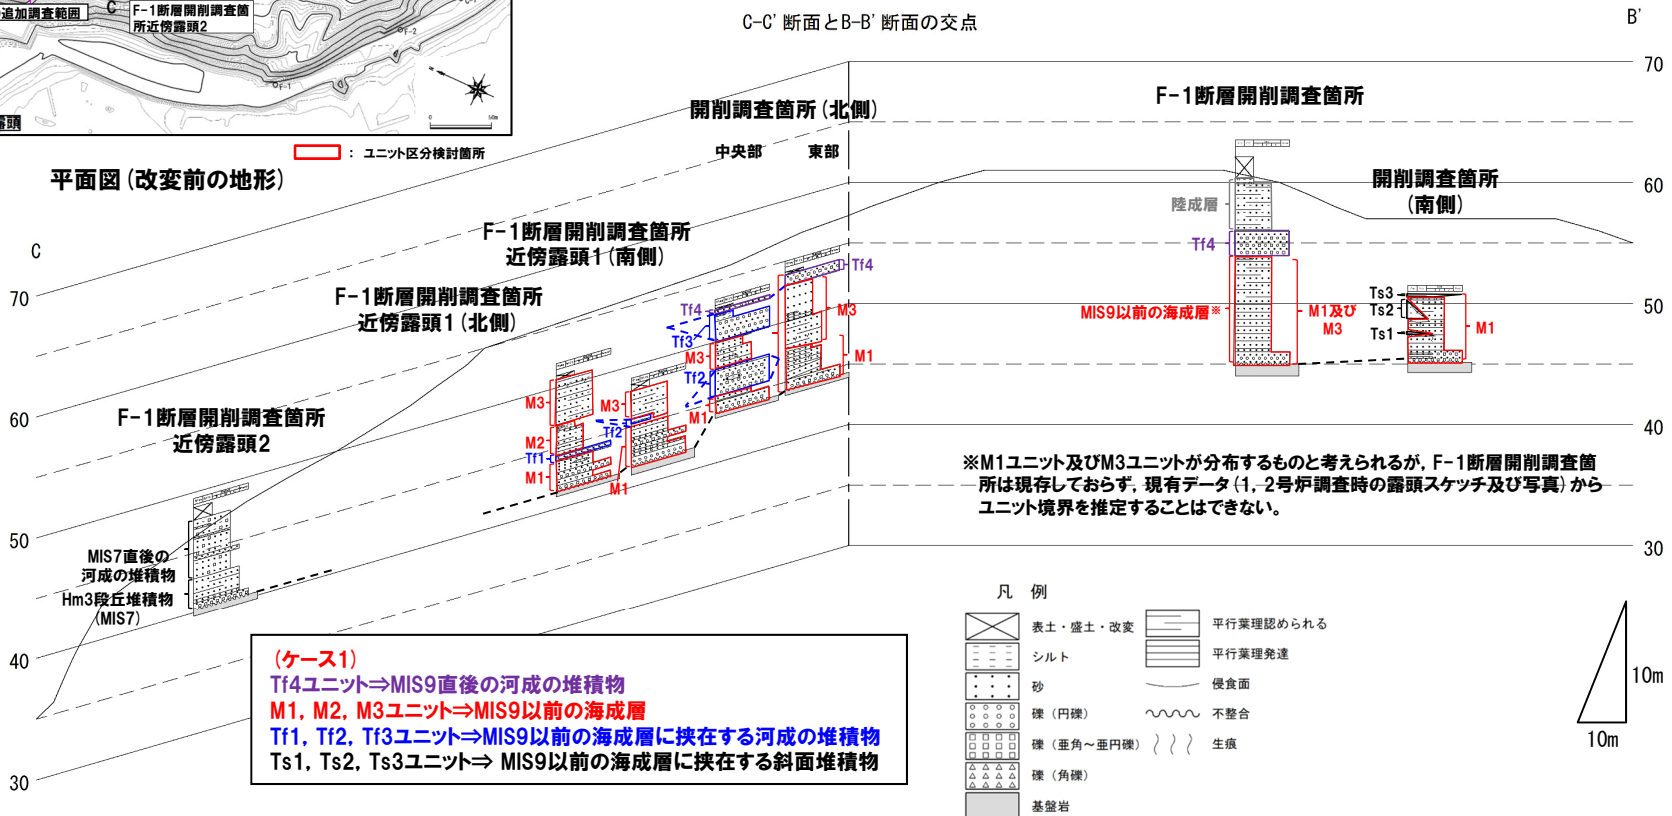 追加調査範囲
C
F-1断層開削調査箇
所近傍露頭2
F-2
F-1
露頭
50m
: ユニット区分検討箇所
平面図(改変前の地形)
C-C' 断面とB-B' 断面の交点
B'
C
70
60
50
40
30
70
60
50
40
30
F-1断層開削調査箇所
近傍露頭2
MIS7直後の
河成の堆積物
Hm3段丘堆積物
(MIS7)
F-1断層開削調査箇所
近傍露頭1(北側)
M3
M2
Tf1
M1
F-1断層開削調査箇所
近傍露頭1(南側)
M3
Tf2
M1
開削調査箇所(北側)
中央部
東部
Tf4
Tf3
M3
Tf2
M1
Tf4
M3
M1
F-1断層開削調査箇所
陸成層
Tf4
MIS9以前の海成層※
M1及び
M3
開削調査箇所
(南側)
Ts3
Ts2
Ts1
M1
※M1ユニット及びM3ユニットが分布するものと考えられるが, F-1断層開削調査箇
所は現存しておらず, 現有データ(1, 2号炉調査時の露頭スケッチ及び写真)から
ユニット境界を推定することはできない。
(ケース1)
Tf4ユニット⇒MIS9直後の河成の堆積物
M1, M2, M3ユニット⇒MIS9以前の海成層
Tf1, Tf2, Tf3ユニット⇒MIS9以前の海成層に挟在する河成の堆積物
Ts1, Ts2, Ts3ユニット⇒ MIS9以前の海成層に挟在する斜面堆積物
凡 例
表土・盛土・改変
シルト
砂
礫(円礫)
礫(亜角~亜円礫)
礫(角礫)
基盤岩
平行葉理認められる
平行葉理発達
侵食面
不整合
生痕
10m
10m